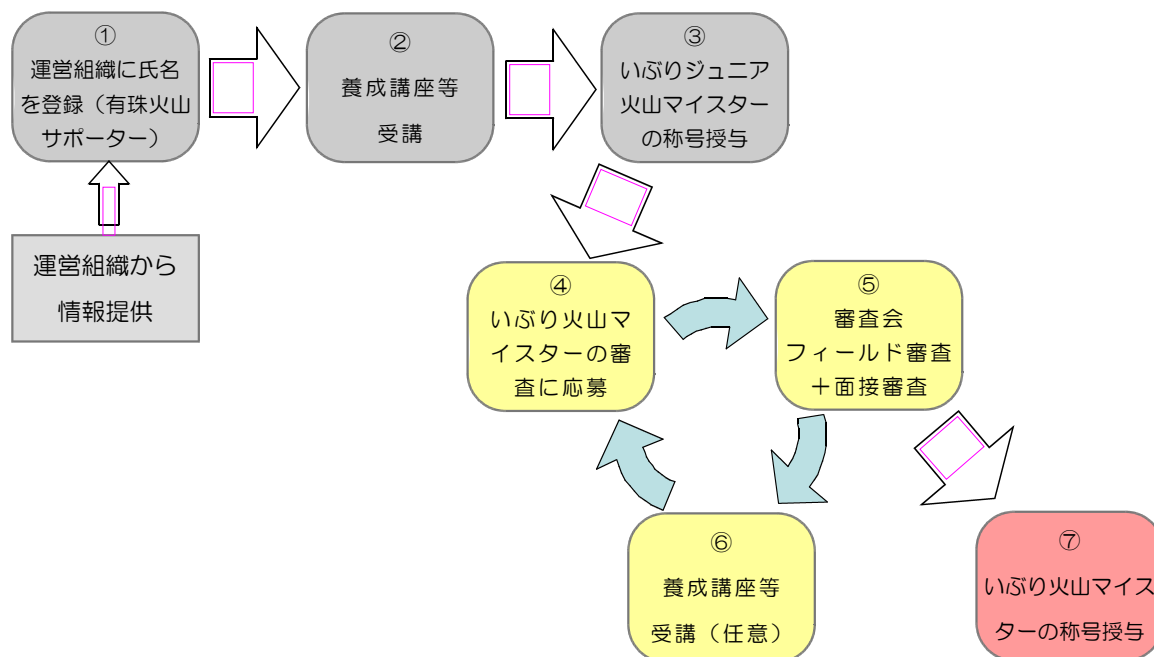 ①
運営組織に氏名
を登録（有珠火山
サポーター）
②
養成講座等
受講
③
いぶりジュニア
火山マイスター
の称号授与
運営組織から
情報提供
④
いぶり火山マ
イスターの審
査に応募
⑤
審査会
フィールド審査
＋面接審査
⑥
養成講座等
受講（任意）
⑦
いぶり火山マイス
ターの称号授与